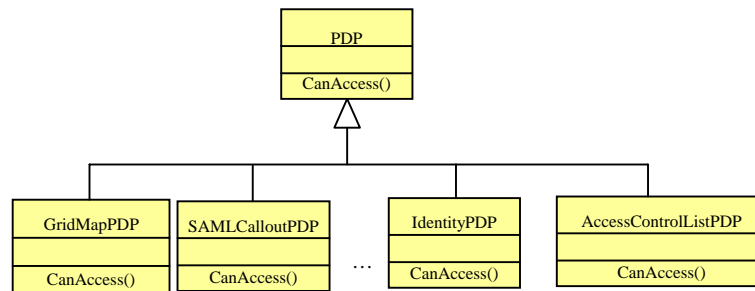 PDP
CanAccess()
GridMapPDP
SAMLCalloutPDP
IdentityPDP
AccessControlListPDP
CanAccess()
CanAccess()
...
CanAccess()
CanAccess()